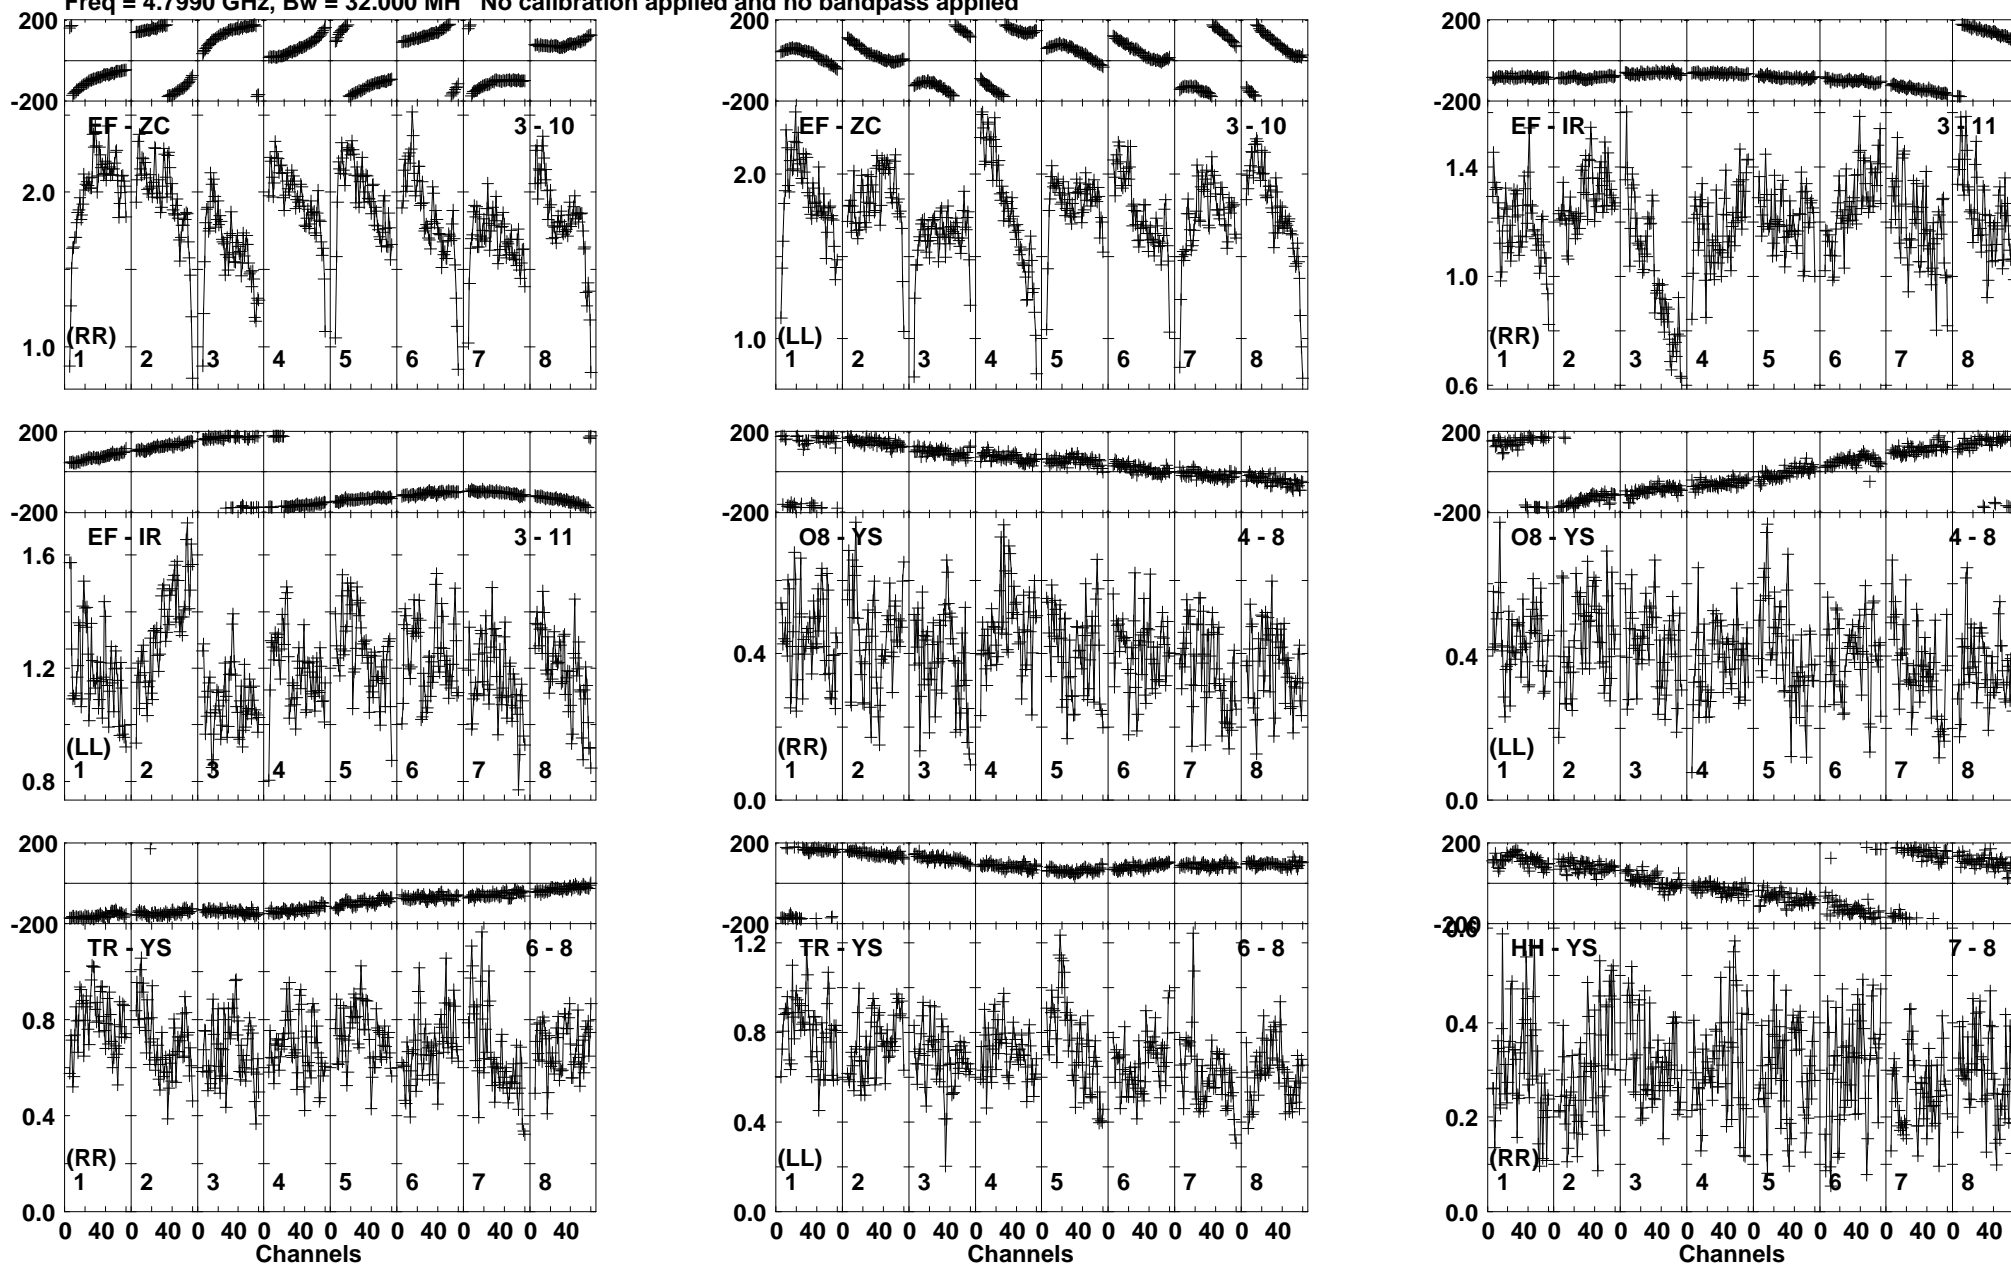 Freq = 4.7990 GHz, Bw = 32.000 MH No calibration applied and no bandpass applied
200 200 200
-200 -200 -200
EF - ZC 3 - 10 EF - ZC 3 - 10 EF - IR 3 - 11
2.0 2.0 1.4
1.0
1.0 (RR) 1.0 (LL) (RR)
1 2 3 4 5 6 7 8 1 2 3 4 5 6 7 8 1 2 3 4 5 6 7 8
0.6
200 200 200
-200 -200 -200
EF - IR 3 - 11 O8 - YS 4 - 8 O8 - YS 4 - 8
1.6
1.2 0.4 0.4
(LL) (RR) (LL)
1 2 3 4 5 6 7 8 1 2 3 4 5 6 7 8 1 2 3 4 5 6 7 8
0.8 0.0 0.0
200 200 200
-200 -200 -200
TR - YS 6 - 8 1.2 TR - YS 6 - 8 0.6 HH - YS 7 - 8
0.8 0.8 0.4
0.4 0.4 0.2
(RR) (LL) (RR)
1 2 3 4 5 6 7 8 1 2 3 4 5 6 7 8 1 2 3 4 5 6 7 8
0.0 0.0 0.0
0 40 0 40 0 40 0 40 0 40 0 40 0 40 0 40 0 40 0 40 0 40 0 40 0 40 0 40 0 40 0 40 0 40 0 40 0 40 0 40 0 40 0 40 0 40 0 40
Channels Channels Channels